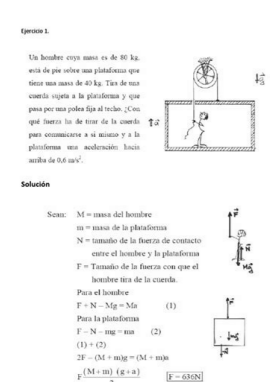 Ejercicio 1.
Un hombre cuya masa es de 80 kg,
está de pie sobre una plataforma que
tiene una masa de 40 kg. Tira de una
cuerda sujeta a la plataforma y que
pasa por una polea fija al techo. ¿Con
qué fuerza ha de tirar de la cuerda
para comunicarse a si mismo y a la
plataforma una aceleración hacia
arriba de 0,6 m/s².
Solución
Sean: M = masa del hombre
m = masa de la plataforma
N = tamaño de la fuerza de contacto
entre el hombre y la plataforma
F = Tamaño de la fuerza con que el
hombre tira de la cuerda.
Para el hombre
F + N – Mg = Ma (1)
Para la plataforma
F – N – mg = ma (2)
(1) + (2)
2F – (M + m)g = (M + m)a
F (M+m) (g+a) F = 636N